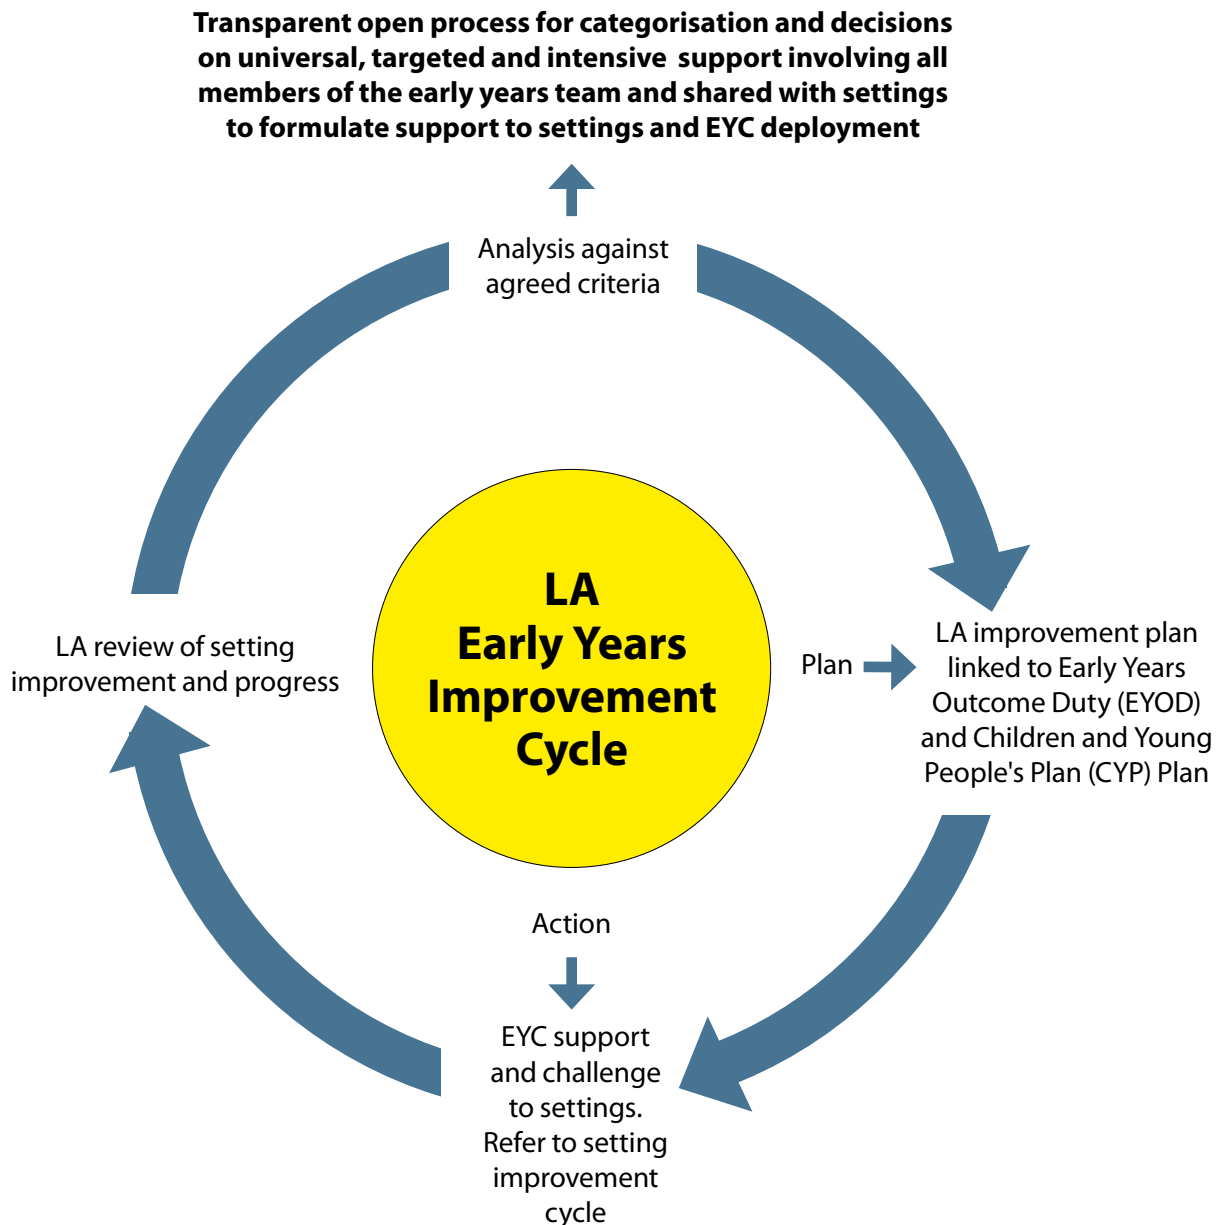 Transparent open process for categorisation and decisions
on universal, targeted and intensive support involving all
members of the early years team and shared with settings
to formulate support to settings and EYC deployment
Analysis against
agreed criteria
LA
Early Years
Improvement
Cycle
LA review of setting
improvement and progress
Plan
LA improvement plan
linked to Early Years
Outcome Duty (EYOD)
and Children and Young
People's Plan (CYP) Plan
Action
EYC support
and challenge
to settings.
Refer to setting
improvement
cycle